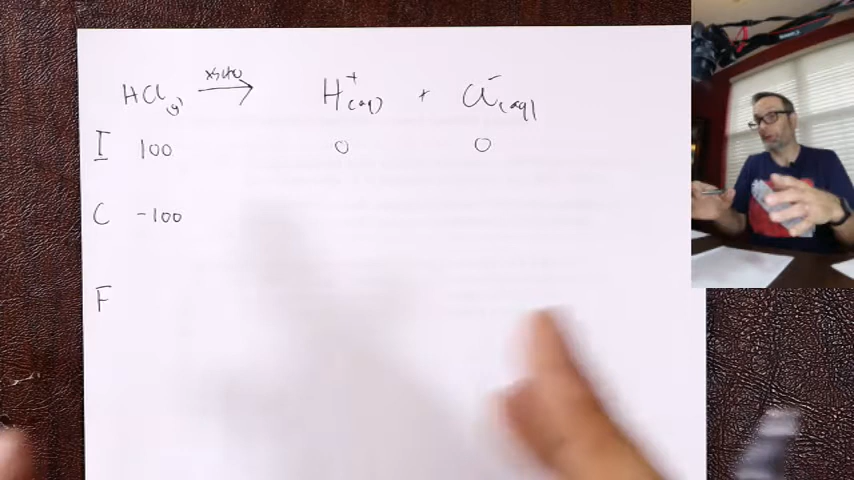 HCl(g) xsH₂O → H⁺(aq) + Cl⁻(aq)
I 100 0 0
C -100
F